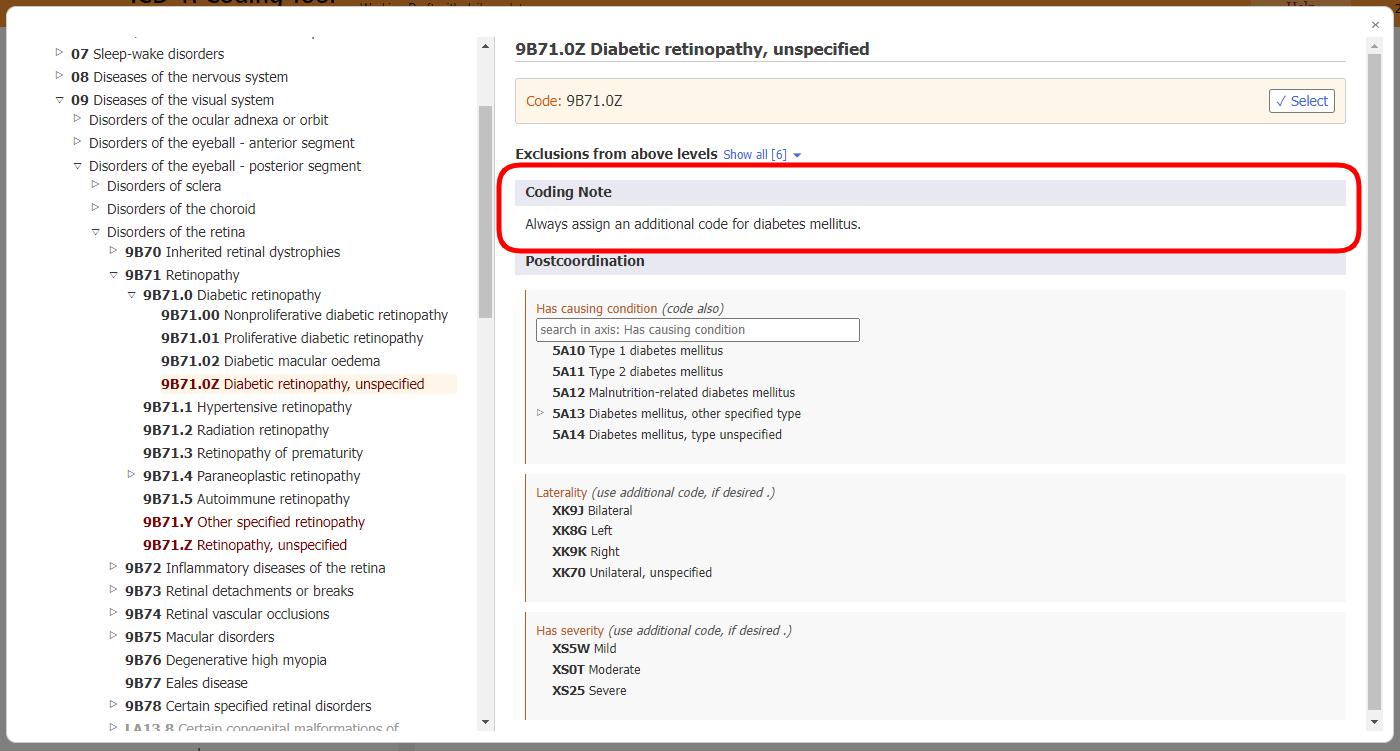 ICD-11 Coding Tool
Help
07 Sleep-wake disorders
08 Diseases of the nervous system
09 Diseases of the visual system
Disorders of the ocular adnexa or orbit
Disorders of the eyeball - anterior segment
Disorders of the eyeball - posterior segment
Disorders of sclera
Disorders of the choroid
Disorders of the retina
9B70 Inherited retinal dystrophies
9B71 Retinopathy
9B71.0 Diabetic retinopathy
9B71.00 Nonproliferative diabetic retinopathy
9B71.01 Proliferative diabetic retinopathy
9B71.02 Diabetic macular oedema
9B71.0Z Diabetic retinopathy, unspecified
9B71.1 Hypertensive retinopathy
9B71.2 Radiation retinopathy
9B71.3 Retinopathy of prematurity
9B71.4 Paraneoplastic retinopathy
9B71.5 Autoimmune retinopathy
9B71.Y Other specified retinopathy
9B71.Z Retinopathy, unspecified
9B72 Inflammatory diseases of the retina
9B73 Retinal detachments or breaks
9B74 Retinal vascular occlusions
9B75 Macular disorders
9B76 Degenerative high myopia
9B77 Eales disease
9B78 Certain specified retinal disorders
LA13.8 Certain congenital malformations of
9B71.0Z Diabetic retinopathy, unspecified
Code: 9B71.0Z
✓ Select
Exclusions from above levels Show all [6]
Coding Note
Always assign an additional code for diabetes mellitus.
Postcoordination
Has causing condition (code also)
search in axis: Has causing condition
5A10 Type 1 diabetes mellitus
5A11 Type 2 diabetes mellitus
5A12 Malnutrition-related diabetes mellitus
5A13 Diabetes mellitus, other specified type
5A14 Diabetes mellitus, type unspecified
Laterality (use additional code, if desired .)
XK9J Bilateral
XK8G Left
XK9K Right
XK70 Unilateral, unspecified
Has severity (use additional code, if desired .)
XS5W Mild
XS0T Moderate
XS25 Severe